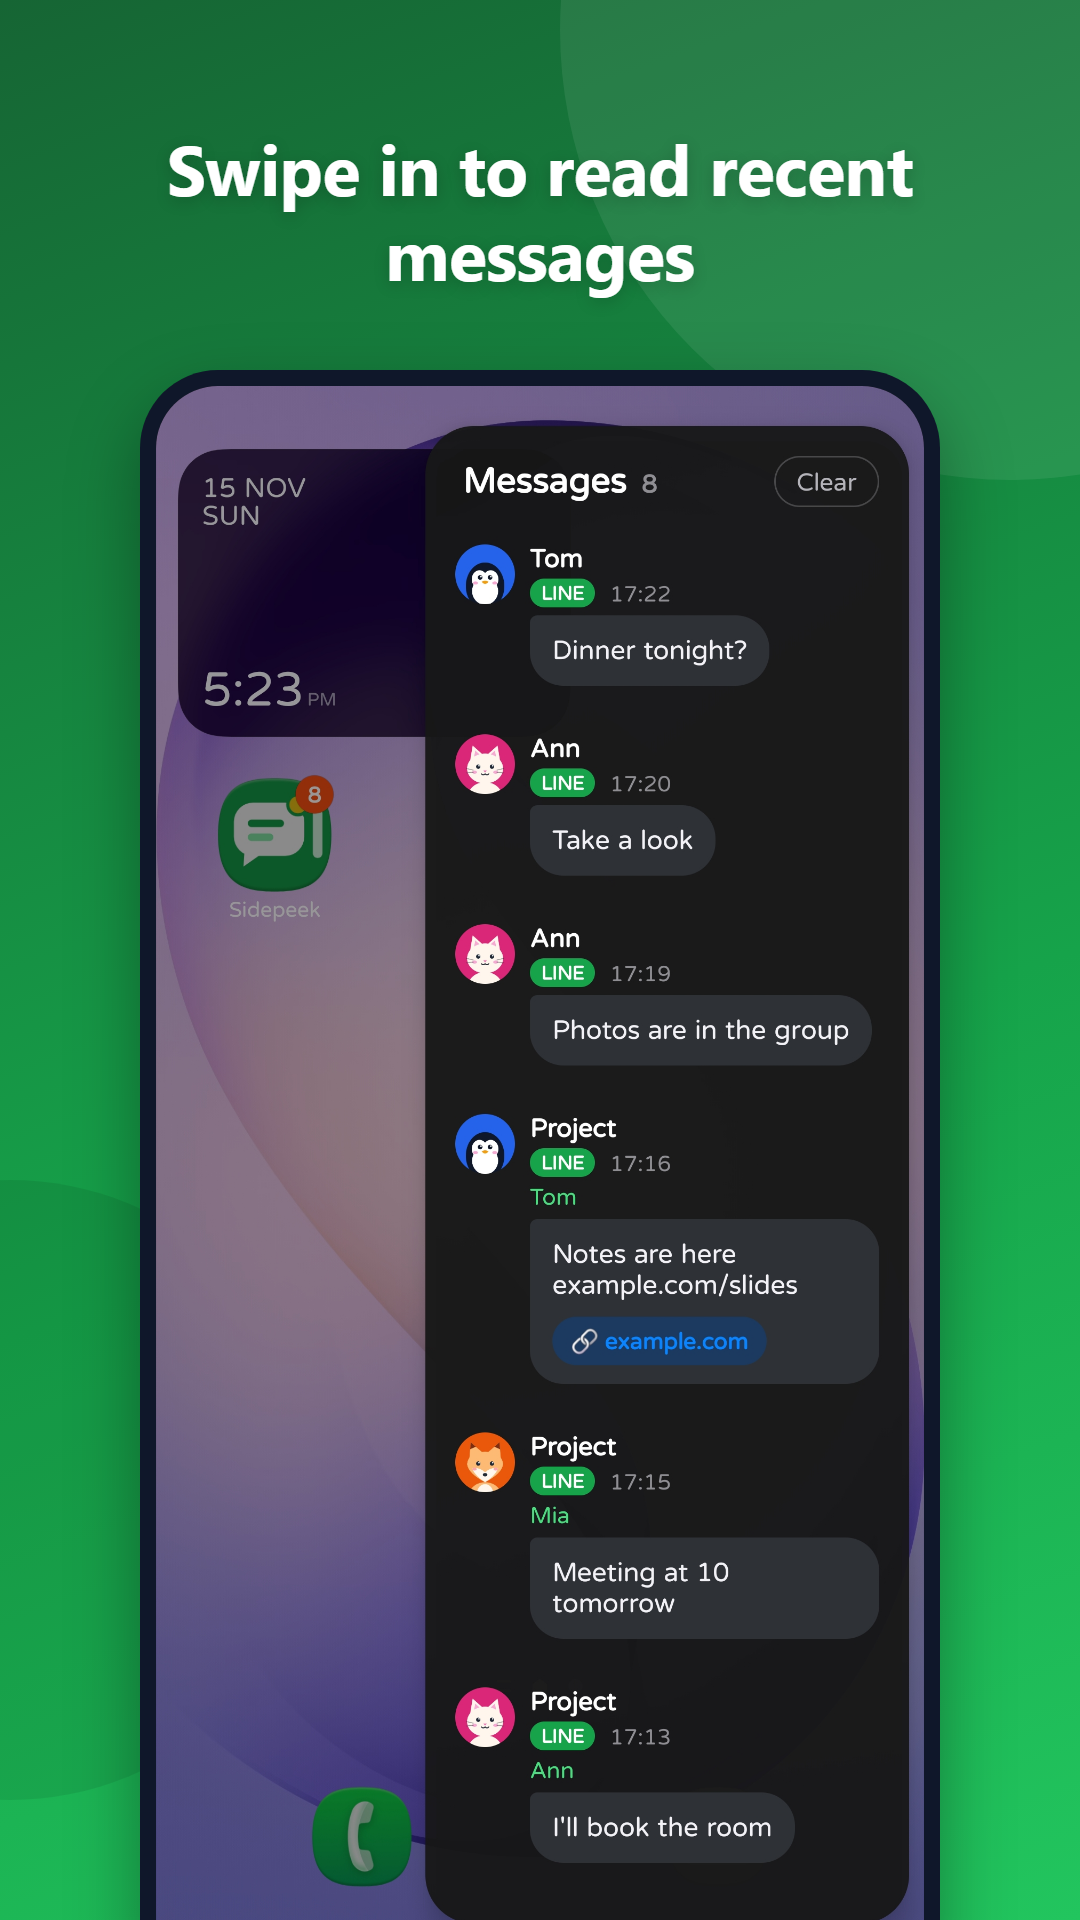 Swipe in to read recent
messages
15 NOV
SUN
5:23 PM
8
Sidepeek
Messages 8
Clear
Tom
LINE 17:22
Dinner tonight?
Ann
LINE 17:20
Take a look
Ann
LINE 17:19
Photos are in the group
Project
LINE 17:16
Tom
Notes are here
example.com/slides
example.com
Project
LINE 17:15
Mia
Meeting at 10
tomorrow
Project
LINE 17:13
Ann
I'll book the room